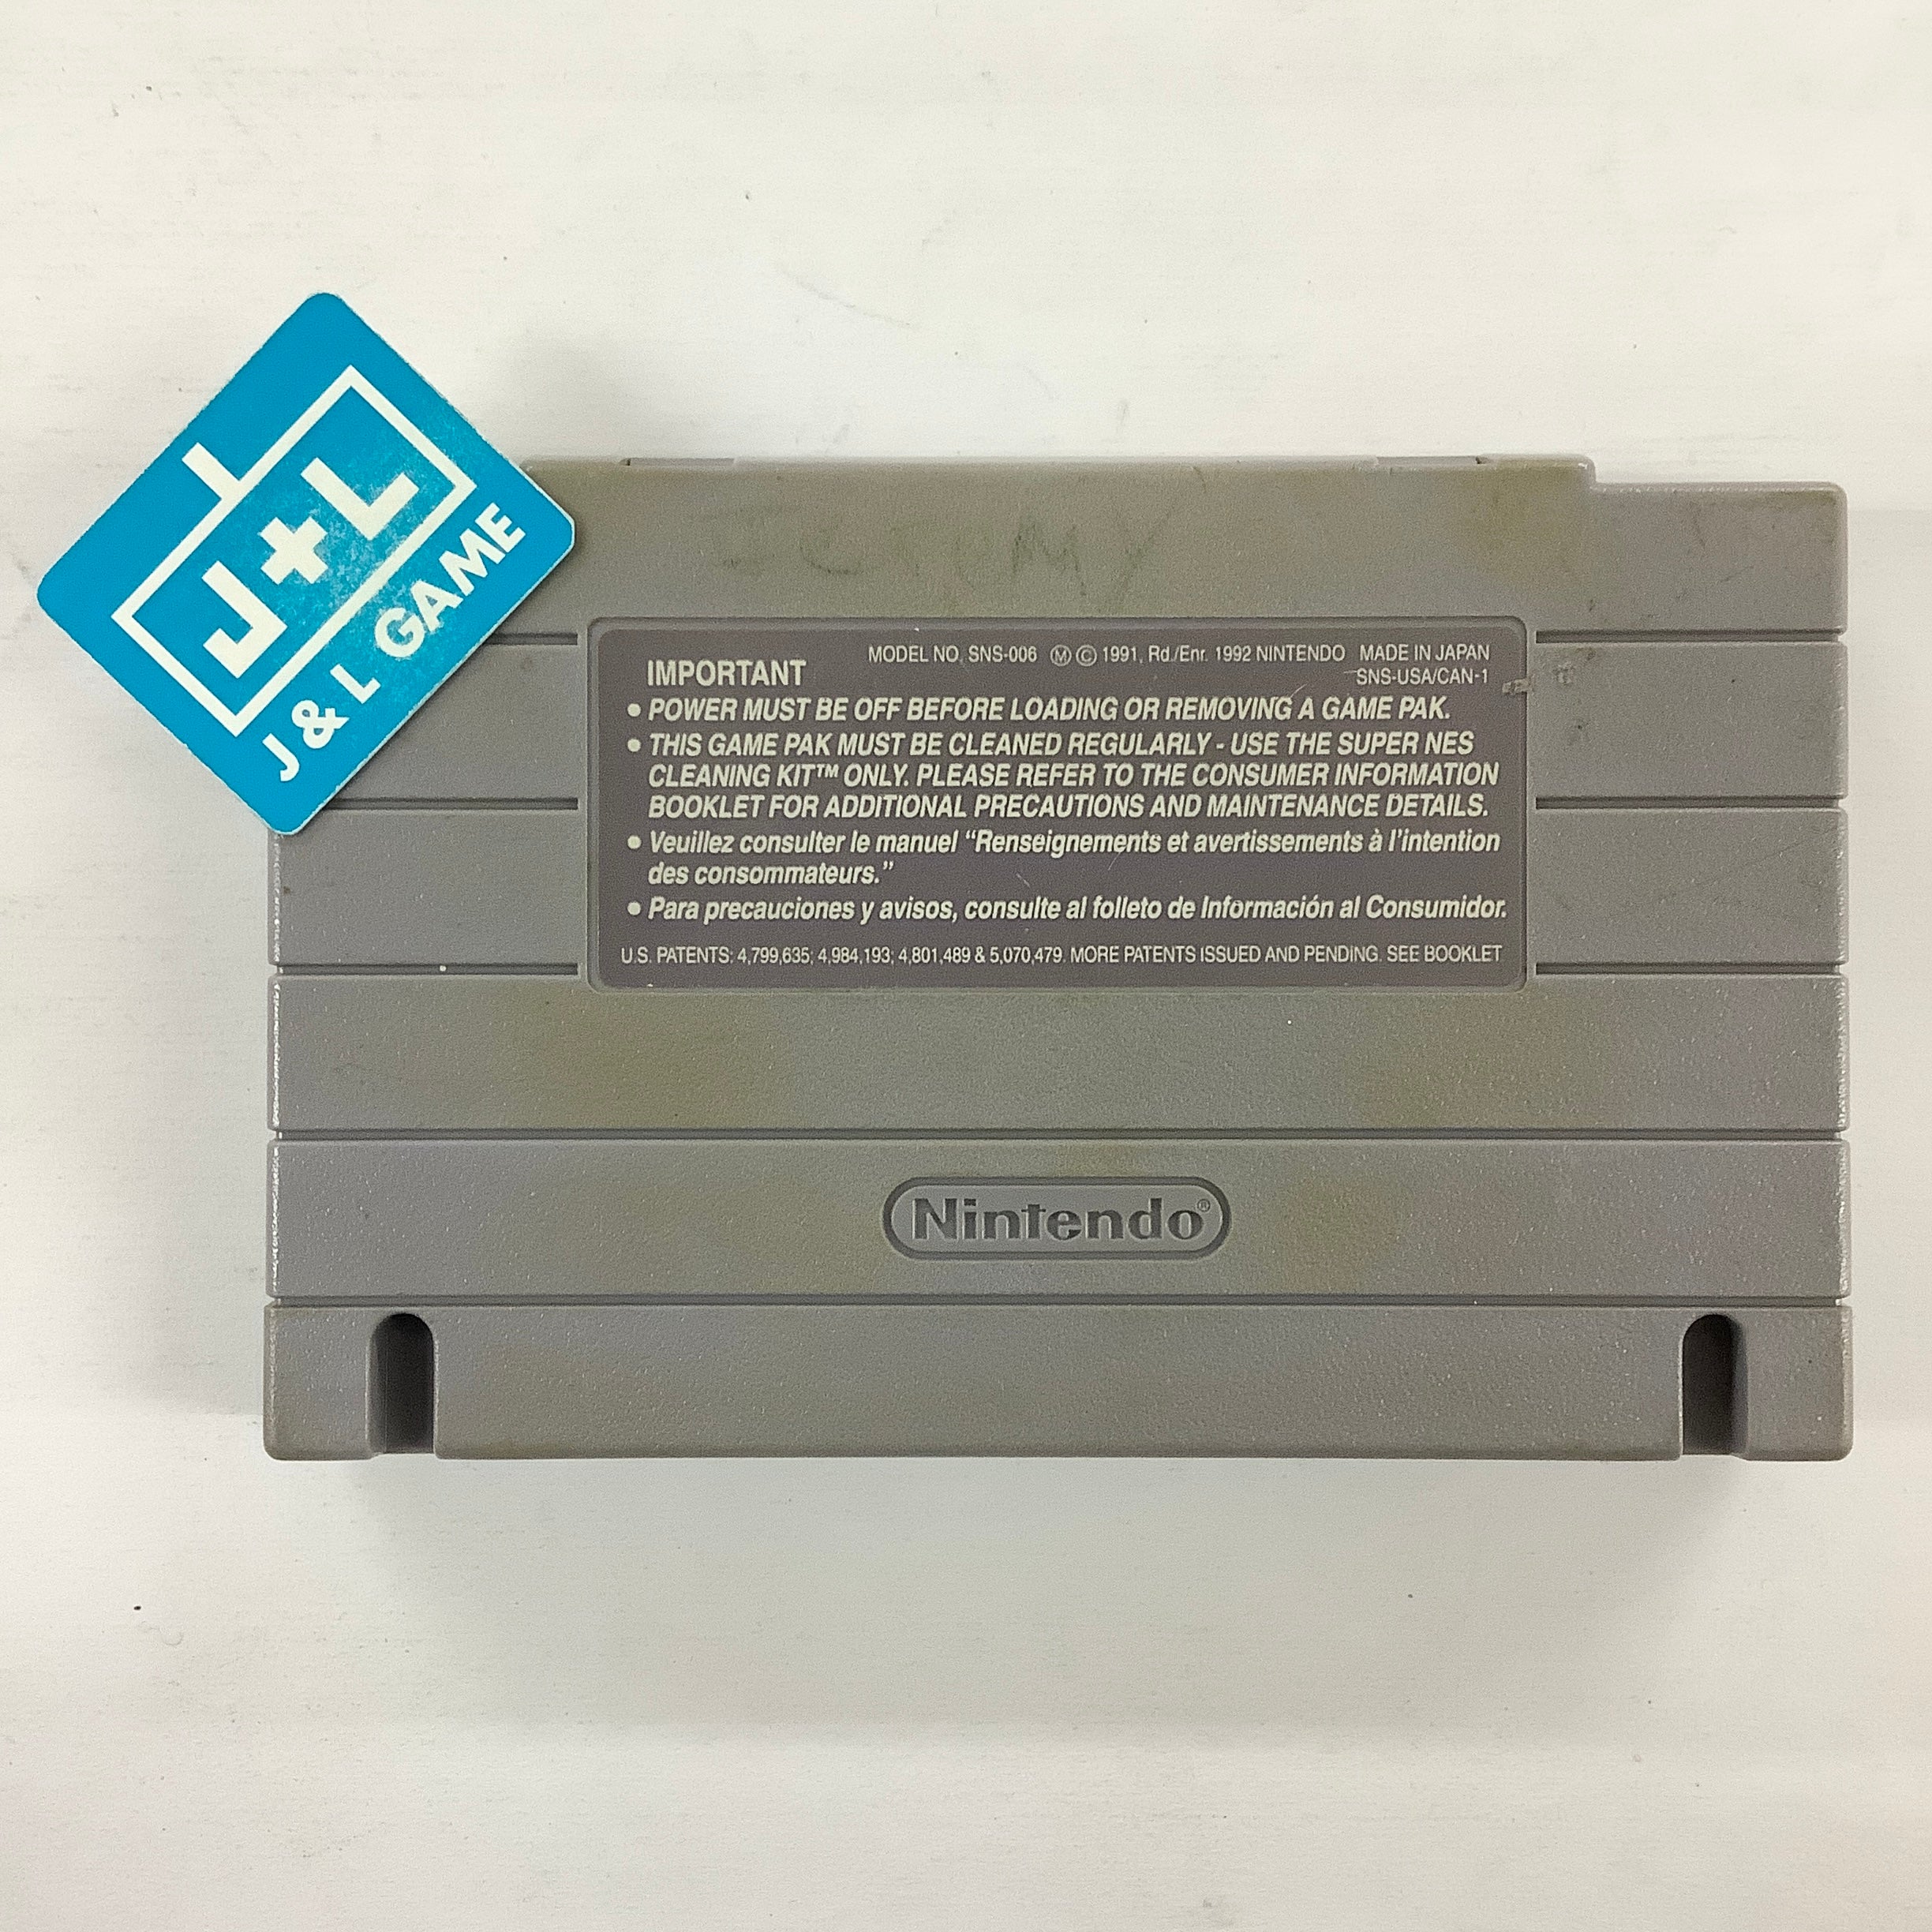 J+L
J & L GAME
Jeremy
IMPORTANT
MODEL NO. SNS-006 Ⓜ © 1991, Rd./Enr. 1992 NINTENDO MADE IN JAPAN
SNS-USA/CAN-1
• POWER MUST BE OFF BEFORE LOADING OR REMOVING A GAME PAK.
• THIS GAME PAK MUST BE CLEANED REGULARLY - USE THE SUPER NES
CLEANING KIT™ ONLY. PLEASE REFER TO THE CONSUMER INFORMATION
BOOKLET FOR ADDITIONAL PRECAUTIONS AND MAINTENANCE DETAILS.
• Veuillez consulter le manuel “Renseignements et avertissements à l’intention
des consommateurs.”
• Para precauciones y avisos, consulte al folleto de Información al Consumidor.
U.S. PATENTS: 4,799,635; 4,984,193; 4,801,489 & 5,070,479. MORE PATENTS ISSUED AND PENDING. SEE BOOKLET
Nintendo®